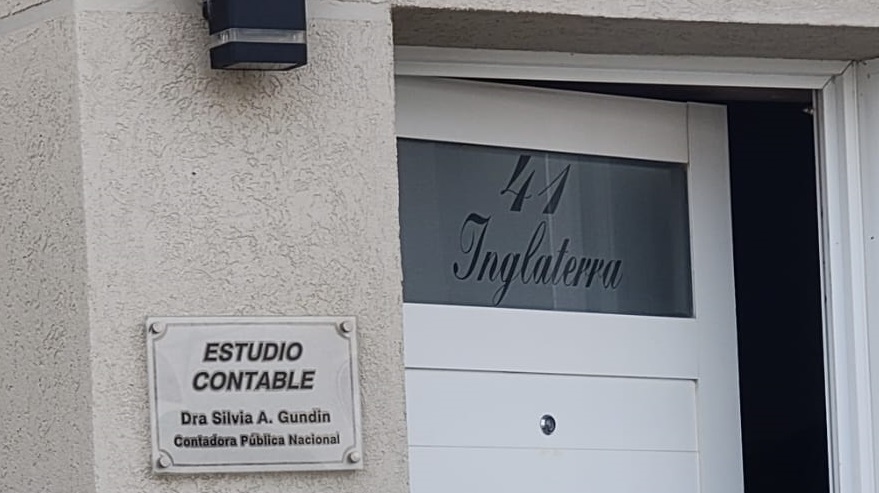 41
Inglaterra
ESTUDIO
CONTABLE
Dra Silvia A. Gundin
Contadora Pública Nacional